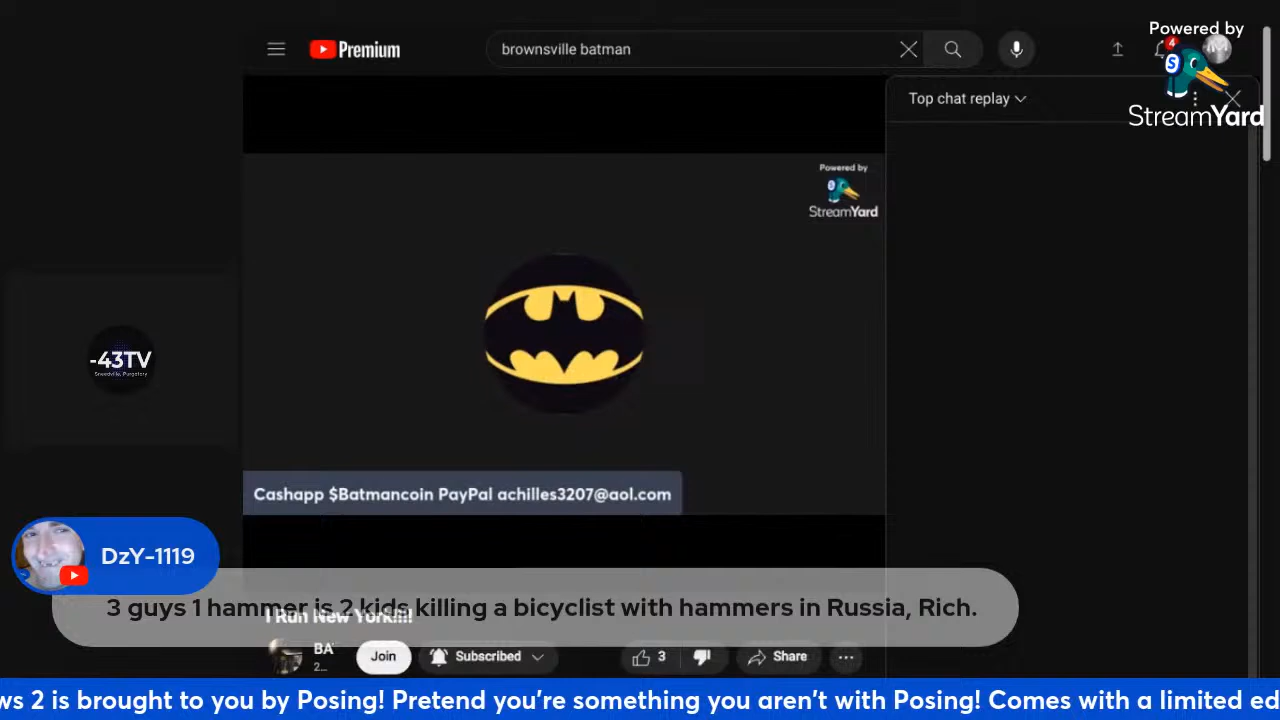 Powered by
StreamYard
Premium
brownsville batman
4
Top chat replay
Powered by
StreamYard
-43TV
Cashapp $Batmancoin PayPal achilles3207@aol.com
DzY-1119
3 guys 1 hammer is 2 kids killing a bicyclist with hammers in Russia, Rich.
I Run New York!!!!
BA
2...
Join
Subscribed
3
Share
ws 2 is brought to you by Posing! Pretend you're something you aren't with Posing! Comes with a limited ed